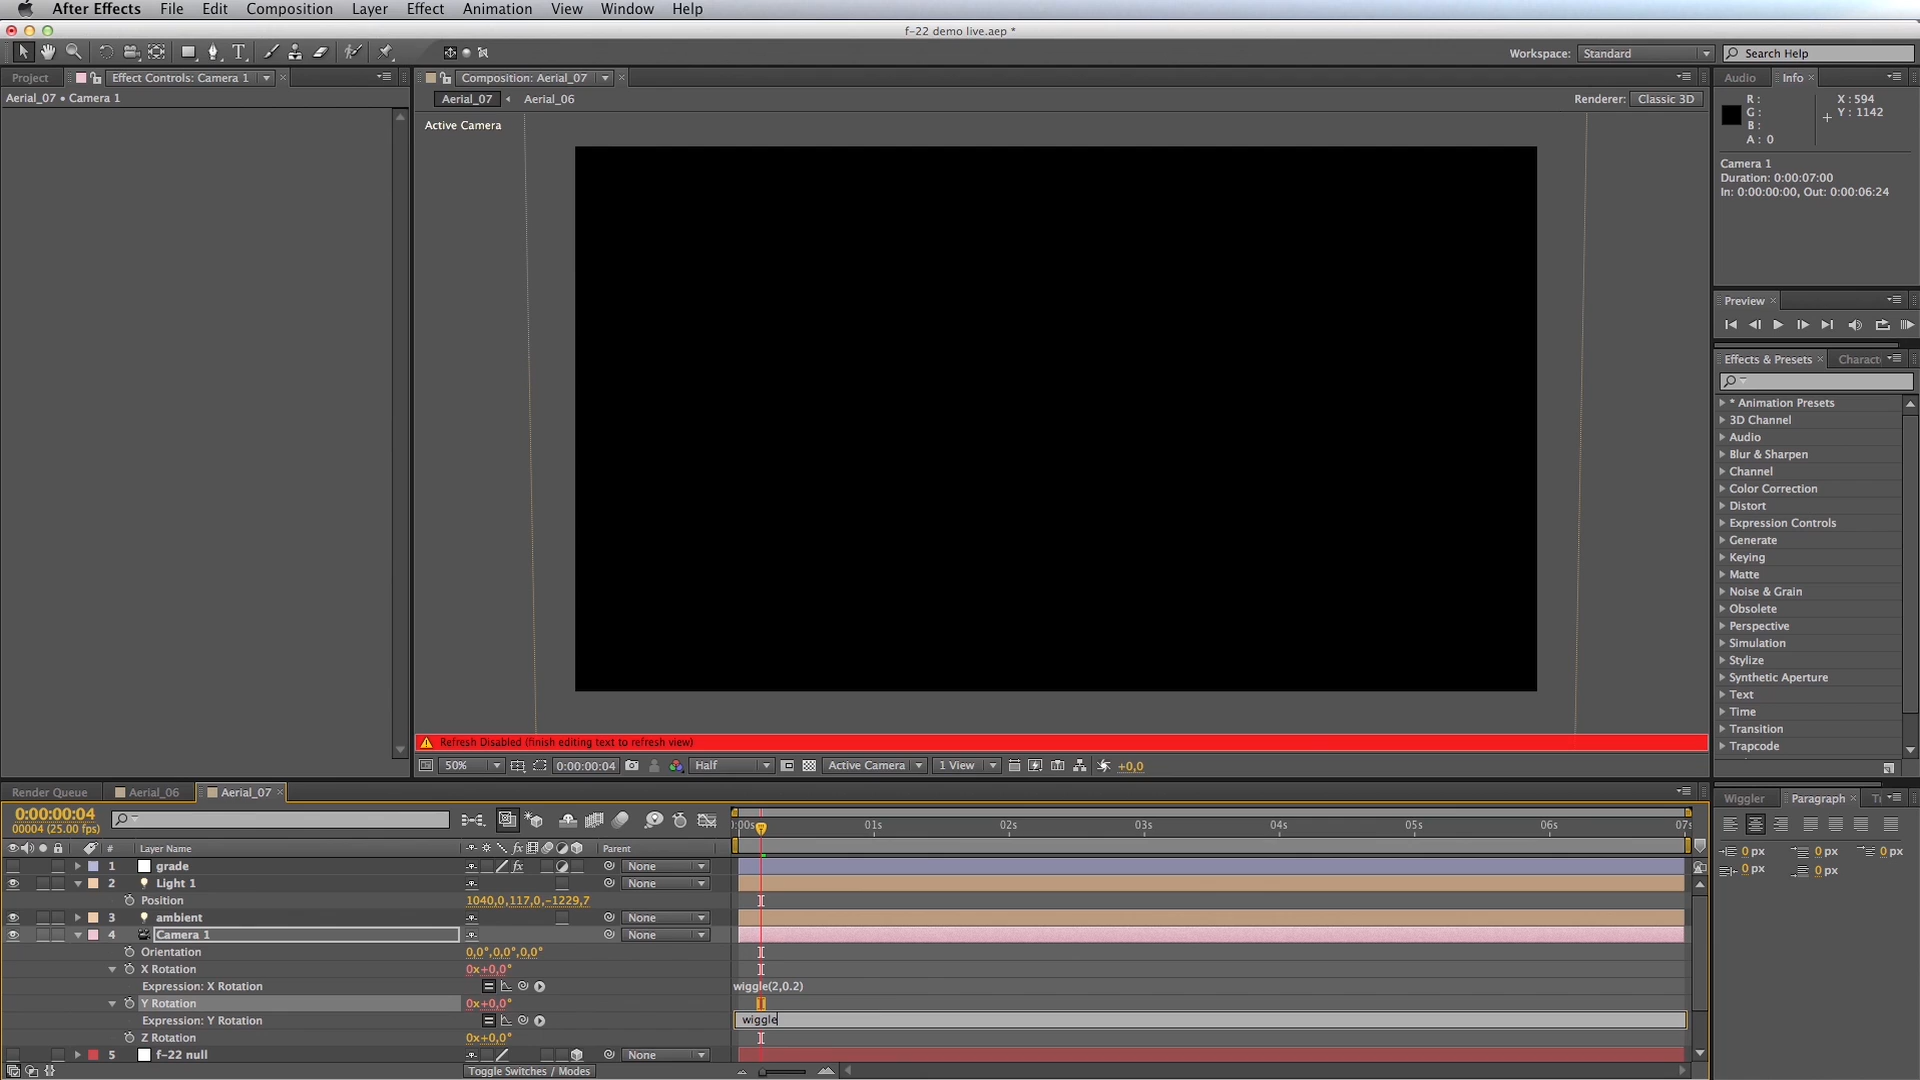 After Effects File Edit Composition Layer Effect Animation View Window Help
f-22 demo live.aep *
Workspace: Standard Search Help
Project Effect Controls: Camera 1 Composition: Aerial_07 Audio Info
Aerial_07 • Camera 1
Aerial_07 Aerial_06 Renderer: Classic 3D
Active Camera
R :
G :
B :
A : 0
X : 594
Y : 1142
Camera 1
Duration: 0:00:07:00
In: 0:00:00:00, Out: 0:00:06:24
Preview
Effects & Presets Charact
* Animation Presets
3D Channel
Audio
Blur & Sharpen
Channel
Color Correction
Distort
Expression Controls
Generate
Keying
Matte
Noise & Grain
Obsolete
Perspective
Simulation
Stylize
Synthetic Aperture
Text
Time
Transition
Trapcode
Refresh Disabled (finish editing text to refresh view)
50% 0:00:00:04 Half Active Camera 1 View +0,0
Render Queue Aerial_06 Aerial_07
0:00:00:04
00004 (25.00 fps)
:00s 01s 02s 03s 04s 05s 06s 07s
# Layer Name fx Parent
1 grade fx None
2 Light 1 None
Position 1040,0,117,0,-1229,7
3 ambient None
4 Camera 1 None
Orientation 0,0°,0,0°,0,0°
X Rotation 0x+0,0°
Expression: X Rotation wiggle(2,0.2)
Y Rotation 0x+0,0°
Expression: Y Rotation wiggle
Z Rotation 0x+0,0°
5 f-22 null None
Toggle Switches / Modes
Wiggler Paragraph
0 px 0 px 0 px
0 px 0 px